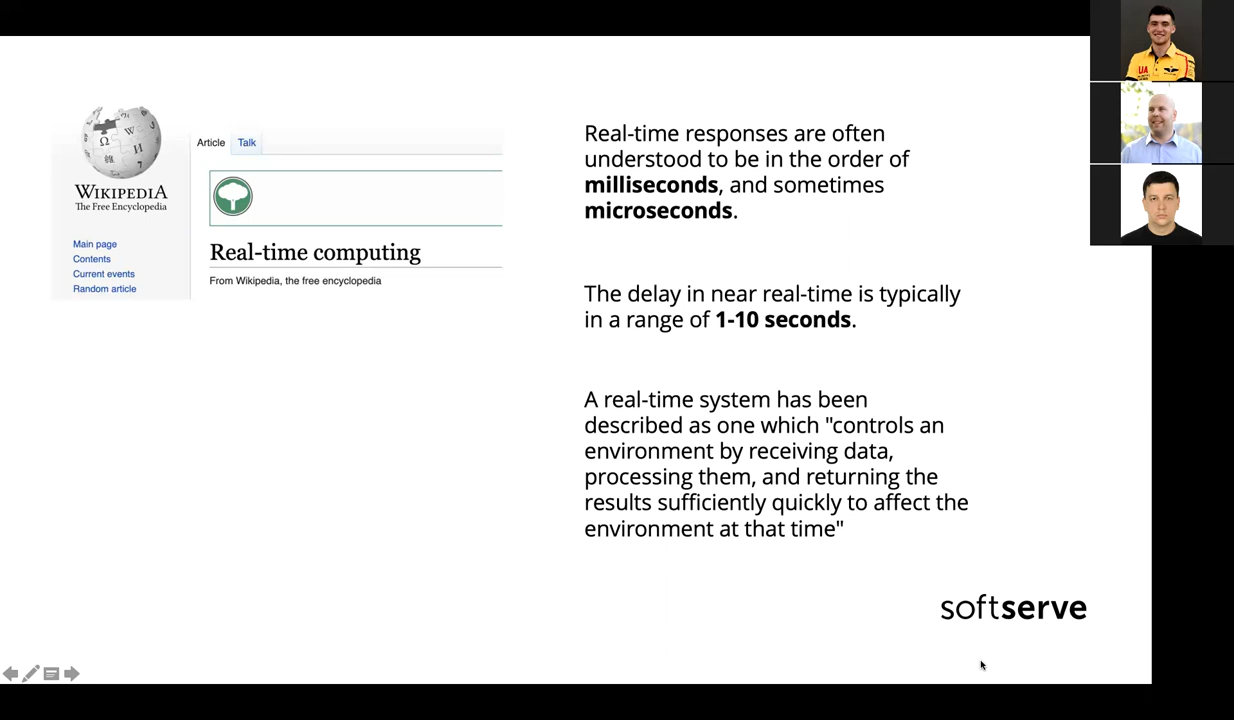 WIKIPEDIA
The Free Encyclopedia
Main page
Contents
Current events
Random article
Article Talk
Real-time computing
From Wikipedia, the free encyclopedia
Real-time responses are often
understood to be in the order of
milliseconds, and sometimes
microseconds.
The delay in near real-time is typically
in a range of 1-10 seconds.
A real-time system has been
described as one which "controls an
environment by receiving data,
processing them, and returning the
results sufficiently quickly to affect the
environment at that time"
softserve
UA